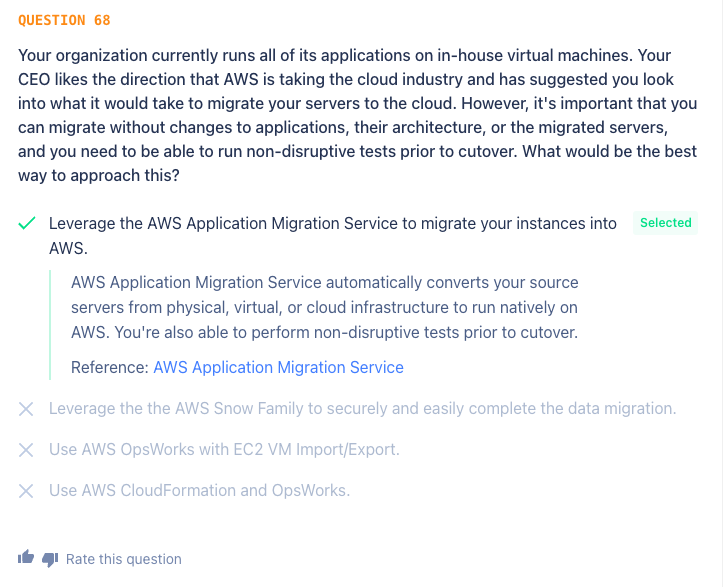 QUESTION 68
Your organization currently runs all of its applications on in-house virtual machines. Your
CEO likes the direction that AWS is taking the cloud industry and has suggested you look
into what it would take to migrate your servers to the cloud. However, it's important that you
can migrate without changes to applications, their architecture, or the migrated servers,
and you need to be able to run non-disruptive tests prior to cutover. What would be the best
way to approach this?
Leverage the AWS Application Migration Service to migrate your instances into
AWS.
Selected
AWS Application Migration Service automatically converts your source
servers from physical, virtual, or cloud infrastructure to run natively on
AWS. You're also able to perform non-disruptive tests prior to cutover.
Reference: AWS Application Migration Service
Leverage the the AWS Snow Family to securely and easily complete the data migration.
Use AWS OpsWorks with EC2 VM Import/Export.
Use AWS CloudFormation and OpsWorks.
Rate this question